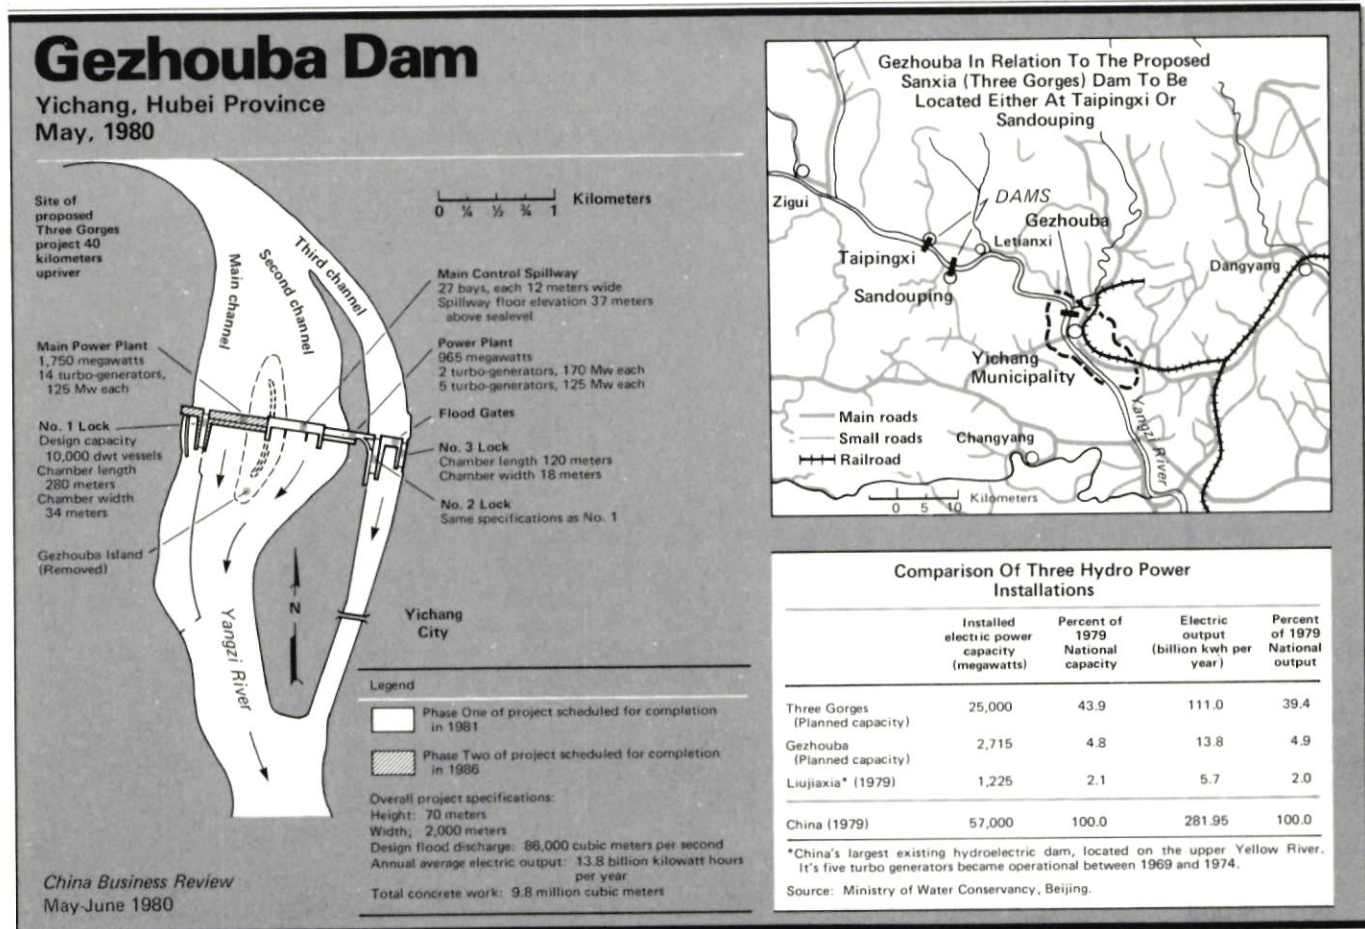 Gezhouba Dam
Yichang, Hubei Province
May, 1980
Site of
proposed
Three Gorges
project 40
kilometers
upriver
0 ¼ ½ ¾ 1 Kilometers
Main channel
Second channel
Third channel
Main Control Spillway
27 bays, each 12 meters wide
Spillway floor elevation 37 meters
above sealevel
Main Power Plant
1,750 megawatts
14 turbo-generators,
125 Mw each
Power Plant
965 megawatts
2 turbo-generators, 170 Mw each
5 turbo-generators, 125 Mw each
Flood Gates
No. 1 Lock
Design capacity
10,000 dwt vessels
Chamber length
280 meters
Chamber width
34 meters
No. 3 Lock
Chamber length 120 meters
Chamber width 18 meters
No. 2 Lock
Same specifications as No. 1
Gezhouba Island
(Removed)
N
Yichang
City
Yangzi River
Legend
Phase One of project scheduled for completion
in 1981
Phase Two of project scheduled for completion
in 1986
Overall project specifications:
Height: 70 meters
Width; 2,000 meters
Design flood discharge: 86,000 cubic meters per second
Annual average electric output: 13.8 billion kilowatt hours
per year
Total concrete work: 9.8 million cubic meters
China Business Review
May-June 1980
Gezhouba In Relation To The Proposed
Sanxia (Three Gorges) Dam To Be
Located Either At Taipingxi Or
Sandouping
Zigui
DAMS
Gezhouba
Letianxi
Taipingxi
Sandouping
Dangyang
Yichang
Municipality
Main roads
Small roads
Railroad
Changyang
Yangzi River
Kilometers
0 5 10
Comparison Of Three Hydro Power
Installations
Installed
electric power
capacity
(megawatts)
Percent of
1979
National
capacity
Electric
output
(billion kwh per
year)
Percent
of 1979
National
output
Three Gorges 25,000 43.9 111.0 39.4
(Planned capacity)
Gezhouba 2,715 4.8 13.8 4.9
(Planned capacity)
Liujiaxia* (1979) 1,225 2.1 5.7 2.0
China (1979) 57,000 100.0 281.95 100.0
*China's largest existing hydroelectric dam, located on the upper Yellow River.
It's five turbo generators became operational between 1969 and 1974.
Source: Ministry of Water Conservancy, Beijing.